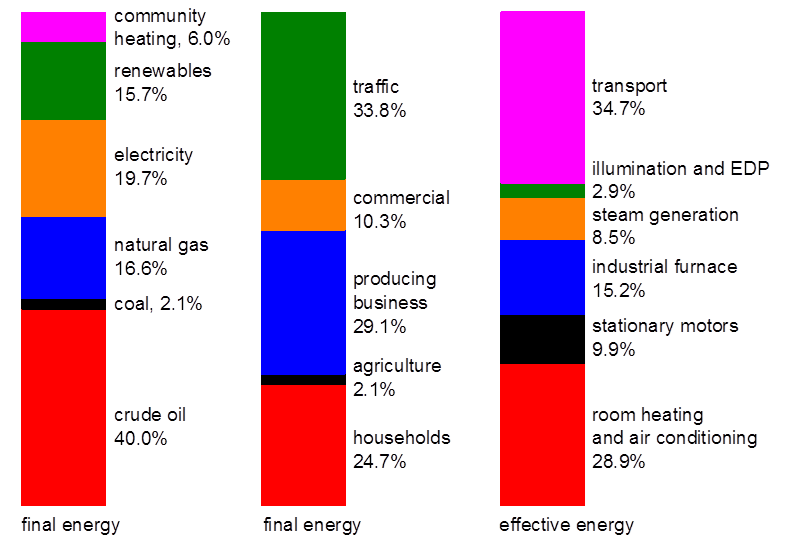 community
heating, 6.0%
renewables
15.7%
electricity
19.7%
natural gas
16.6%
coal, 2.1%
crude oil
40.0%
final energy
traffic
33.8%
commercial
10.3%
producing
business
29.1%
agriculture
2.1%
households
24.7%
final energy
transport
34.7%
illumination and EDP
2.9%
steam generation
8.5%
industrial furnace
15.2%
stationary motors
9.9%
room heating
and air conditioning
28.9%
effective energy